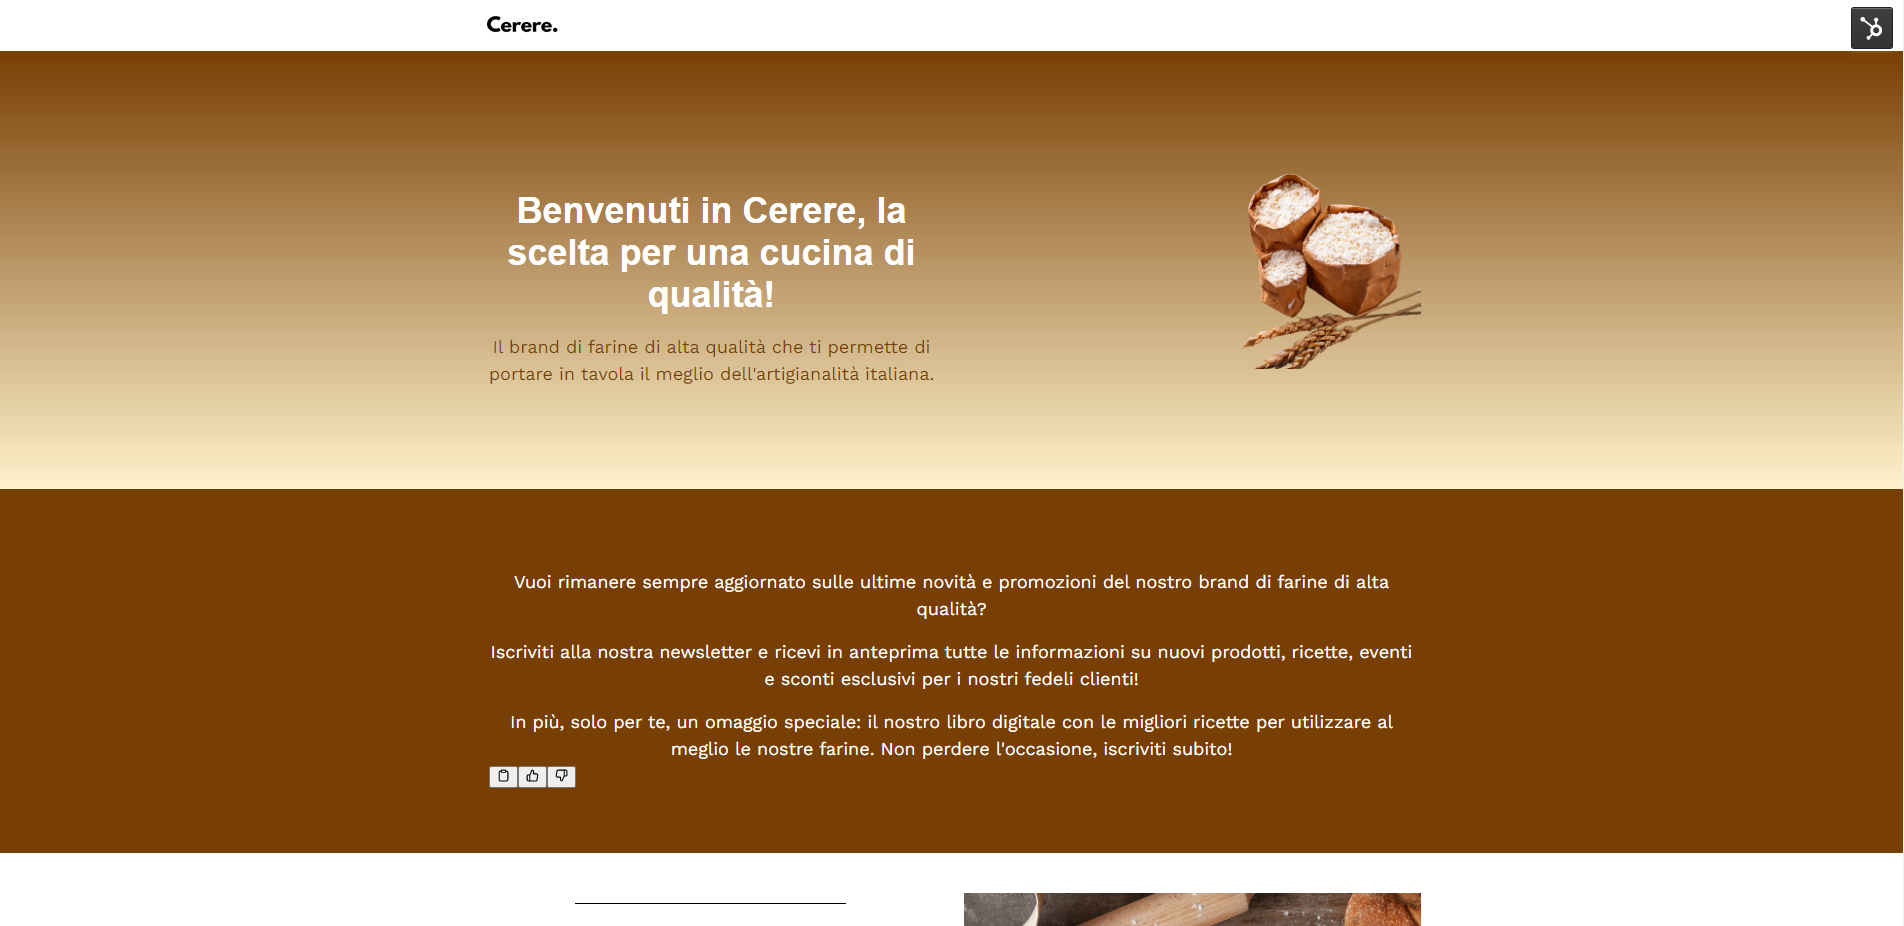 Cerere.
Benvenuti in Cerere, la
scelta per una cucina di
qualità!
Il brand di farine di alta qualità che ti permette di
portare in tavola il meglio dell'artigianalità italiana.
Vuoi rimanere sempre aggiornato sulle ultime novità e promozioni del nostro brand di farine di alta
qualità?
Iscriviti alla nostra newsletter e ricevi in anteprima tutte le informazioni su nuovi prodotti, ricette, eventi
e sconti esclusivi per i nostri fedeli clienti!
In più, solo per te, un omaggio speciale: il nostro libro digitale con le migliori ricette per utilizzare al
meglio le nostre farine. Non perdere l'occasione, iscriviti subito!